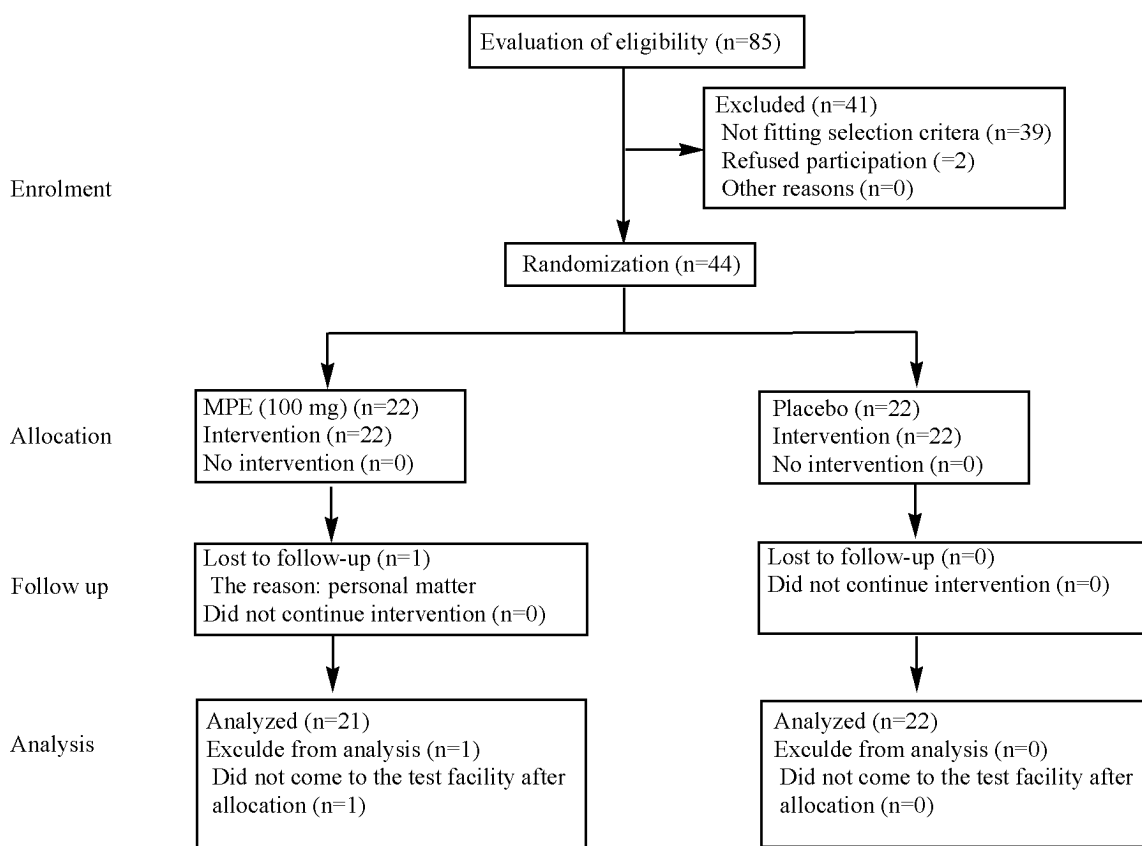 Evaluation of eligibility (n=85)
Excluded (n=41)
Not fitting selection critera (n=39)
Refused participation (=2)
Other reasons (n=0)
Enrolment
Randomization (n=44)
Allocation
MPE (100 mg) (n=22)
Intervention (n=22)
No intervention (n=0)
Placebo (n=22)
Intervention (n=22)
No intervention (n=0)
Follow up
Lost to follow-up (n=1)
The reason: personal matter
Did not continue intervention (n=0)
Lost to follow-up (n=0)
Did not continue intervention (n=0)
Analysis
Analyzed (n=21)
Exculde from analysis (n=1)
Did not come to the test facility after
allocation (n=1)
Analyzed (n=22)
Exculde from analysis (n=0)
Did not come to the test facility after
allocation (n=0)